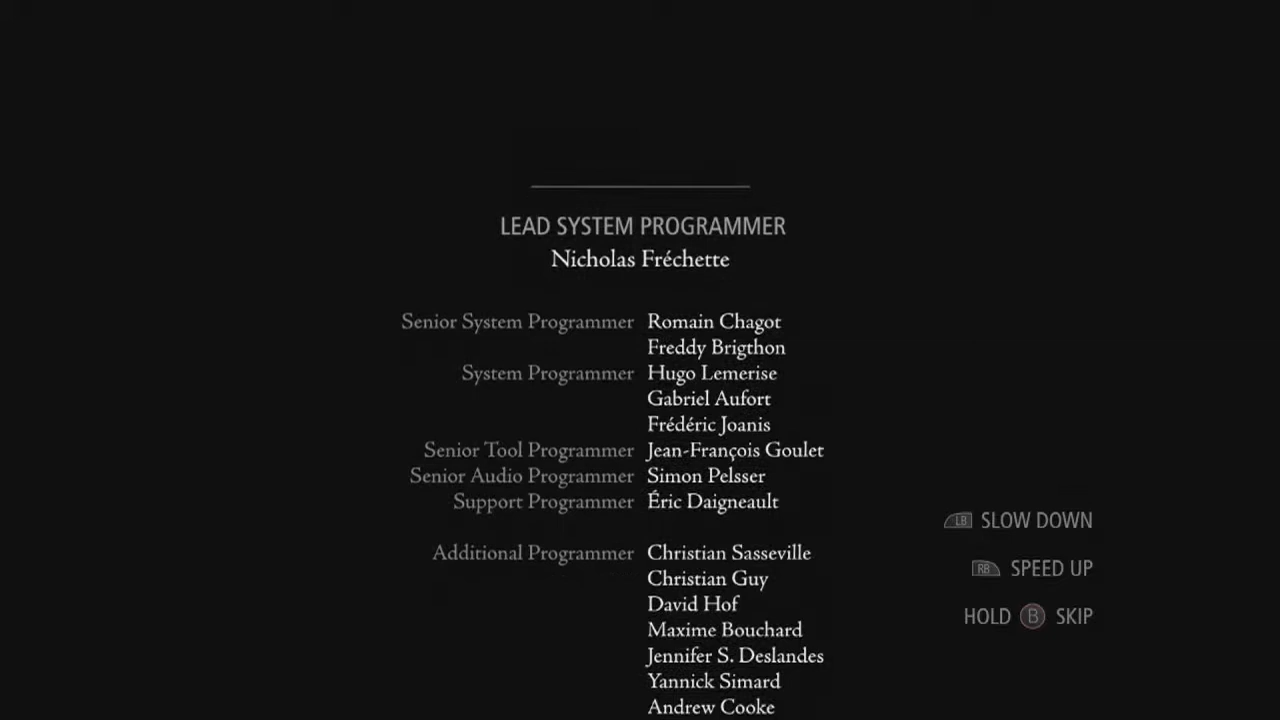 LEAD SYSTEM PROGRAMMER
Nicholas Fréchette
Senior System Programmer Romain Chagot
Freddy Brigthon
System Programmer Hugo Lemerise
Gabriel Aufort
Frédéric Joanis
Senior Tool Programmer Jean-François Goulet
Senior Audio Programmer Simon Pelsser
Support Programmer Éric Daigneault
LB SLOW DOWN
Additional Programmer Christian Sasseville
RB SPEED UP
Christian Guy
David Hof
HOLD B SKIP
Maxime Bouchard
Jennifer S. Deslandes
Yannick Simard
Andrew Cooke